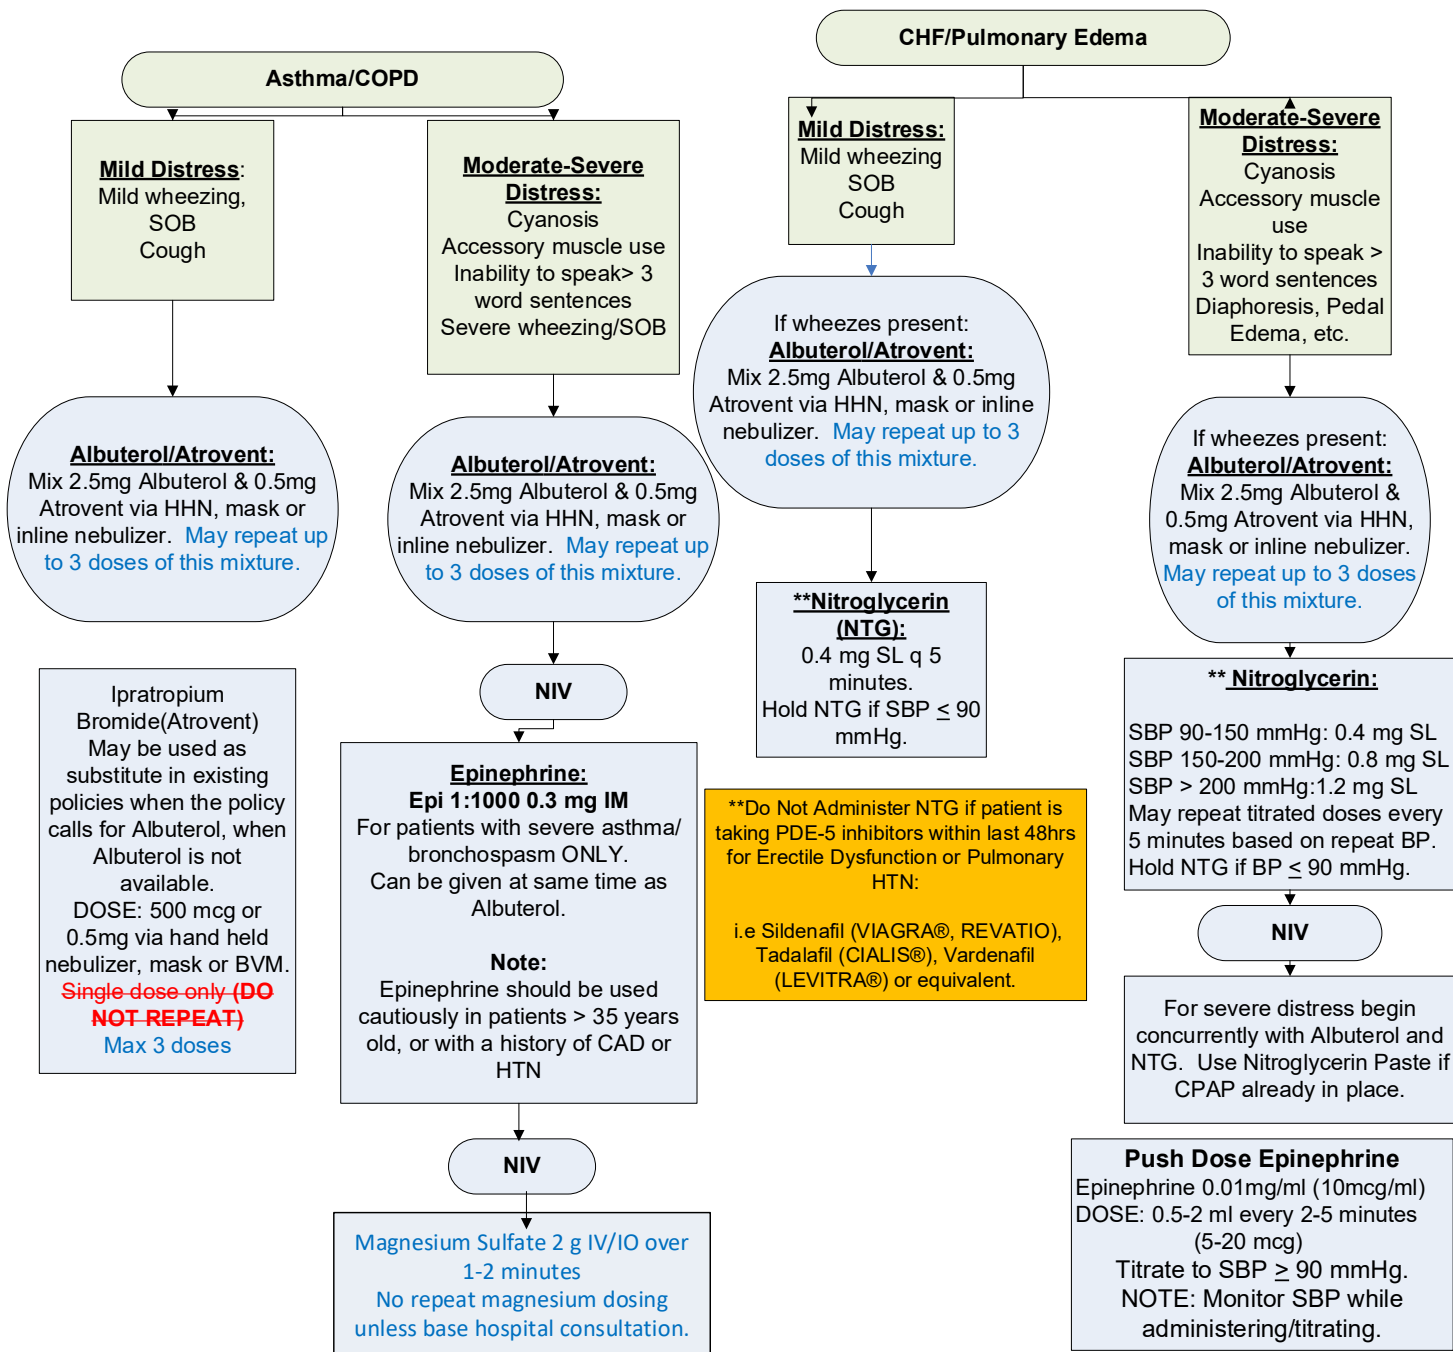 Asthma/COPD
Mild Distress:
Mild wheezing,
SOB
Cough
Albuterol/Atrovent:
Mix 2.5mg Albuterol & 0.5mg
Atrovent via HHN, mask or
inline nebulizer.  May repeat up
to 3 doses of this mixture.
Ipratropium
Bromide(Atrovent)
May be used as
substitute in existing
policies when the policy
calls for Albuterol, when
Albuterol is not
available.
DOSE: 500 mcg or
0.5mg via hand held
nebulizer, mask or BVM.
Single dose only (DO
NOT REPEAT)
Max 3 doses
Moderate-Severe
Distress:
Cyanosis
Accessory muscle use
Inability to speak> 3
word sentences
Severe wheezing/SOB
Albuterol/Atrovent:
Mix 2.5mg Albuterol & 0.5mg
Atrovent via HHN, mask or
inline nebulizer.  May repeat up
to 3 doses of this mixture.
NIV
Epinephrine:
Epi 1:1000 0.3 mg IM
For patients with severe asthma/
bronchospasm ONLY.
Can be given at same time as
Albuterol.
Note:
Epinephrine should be used
cautiously in patients > 35 years
old, or with a history of CAD or
HTN
NIV
Magnesium Sulfate 2 g IV/IO over
1-2 minutes
No repeat magnesium dosing
unless base hospital consultation.
CHF/Pulmonary Edema
Mild Distress:
Mild wheezing
SOB
Cough
If wheezes present:
Albuterol/Atrovent:
Mix 2.5mg Albuterol & 0.5mg
Atrovent via HHN, mask or inline
nebulizer.  May repeat up to 3
doses of this mixture.
**Nitroglycerin
(NTG):
0.4 mg SL q 5
minutes.
Hold NTG if SBP ≤ 90
mmHg.
**Do Not Administer NTG if patient is
taking PDE-5 inhibitors within last 48hrs
for Erectile Dysfunction or Pulmonary
HTN:
i.e Sildenafil (VIAGRA®, REVATIO),
Tadalafil (CIALIS®), Vardenafil
(LEVITRA®) or equivalent.
Moderate-Severe
Distress:
Cyanosis
Accessory muscle
use
Inability to speak >
3 word sentences
Diaphoresis, Pedal
Edema, etc.
If wheezes present:
Albuterol/Atrovent:
Mix 2.5mg Albuterol &
0.5mg Atrovent via HHN,
mask or inline nebulizer.
May repeat up to 3 doses
of this mixture.
** Nitroglycerin:
SBP 90-150 mmHg: 0.4 mg SL
SBP 150-200 mmHg: 0.8 mg SL
SBP > 200 mmHg:1.2 mg SL
May repeat titrated doses every
5 minutes based on repeat BP.
Hold NTG if BP ≤ 90 mmHg.
NIV
For severe distress begin
concurrently with Albuterol and
NTG.  Use Nitroglycerin Paste if
CPAP already in place.
Push Dose Epinephrine
Epinephrine 0.01mg/ml (10mcg/ml)
DOSE: 0.5-2 ml every 2-5 minutes
(5-20 mcg)
Titrate to SBP ≥ 90 mmHg.
NOTE: Monitor SBP while
administering/titrating.